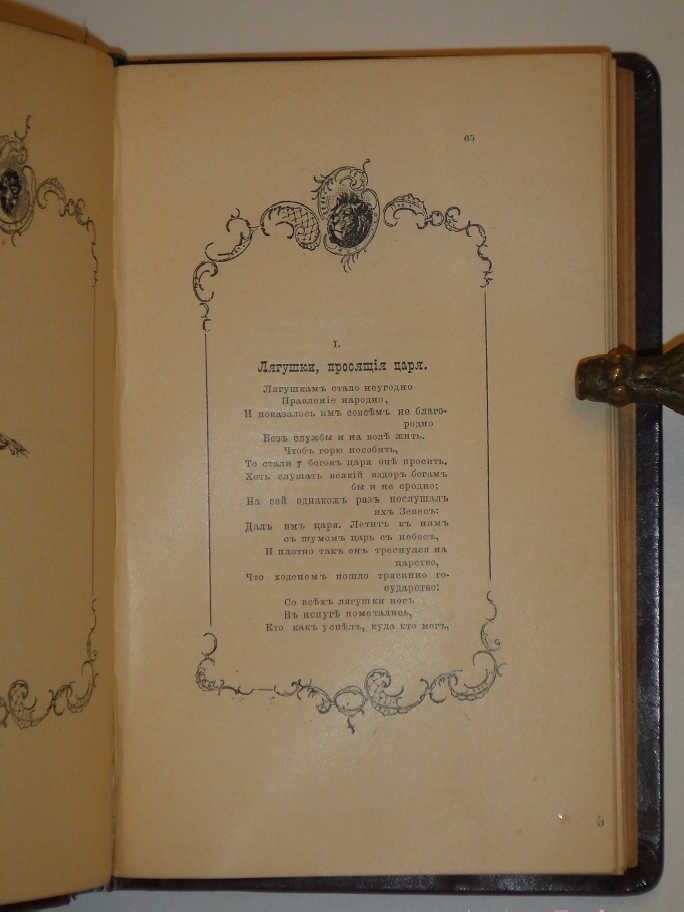 65
I.
Лягушки, просящія царя.
Лягушкамъ стало неугодно
Правленіе народно,
И показалось имъ совсѣмъ не благо-
родно
Безъ службы и на волѣ жить.
Чтобъ горю пособить,
То стали у боговъ царя онѣ просить.
Хоть слушать всякій вздоръ богамъ
бы и не сродно;
На сей однакожъ разъ послушалъ
ихъ Зевесъ:
Далъ имъ царя. Летитъ къ нимъ
съ шумомъ царь съ небесъ,
И плотно такъ онъ треснулся на
царство,
Что ходенемъ пошло трясинно го-
сударство:
Со всѣхъ лягушки ногъ
Въ испугѣ пометались,
Кто какъ успѣлъ, куда кто могъ,
5